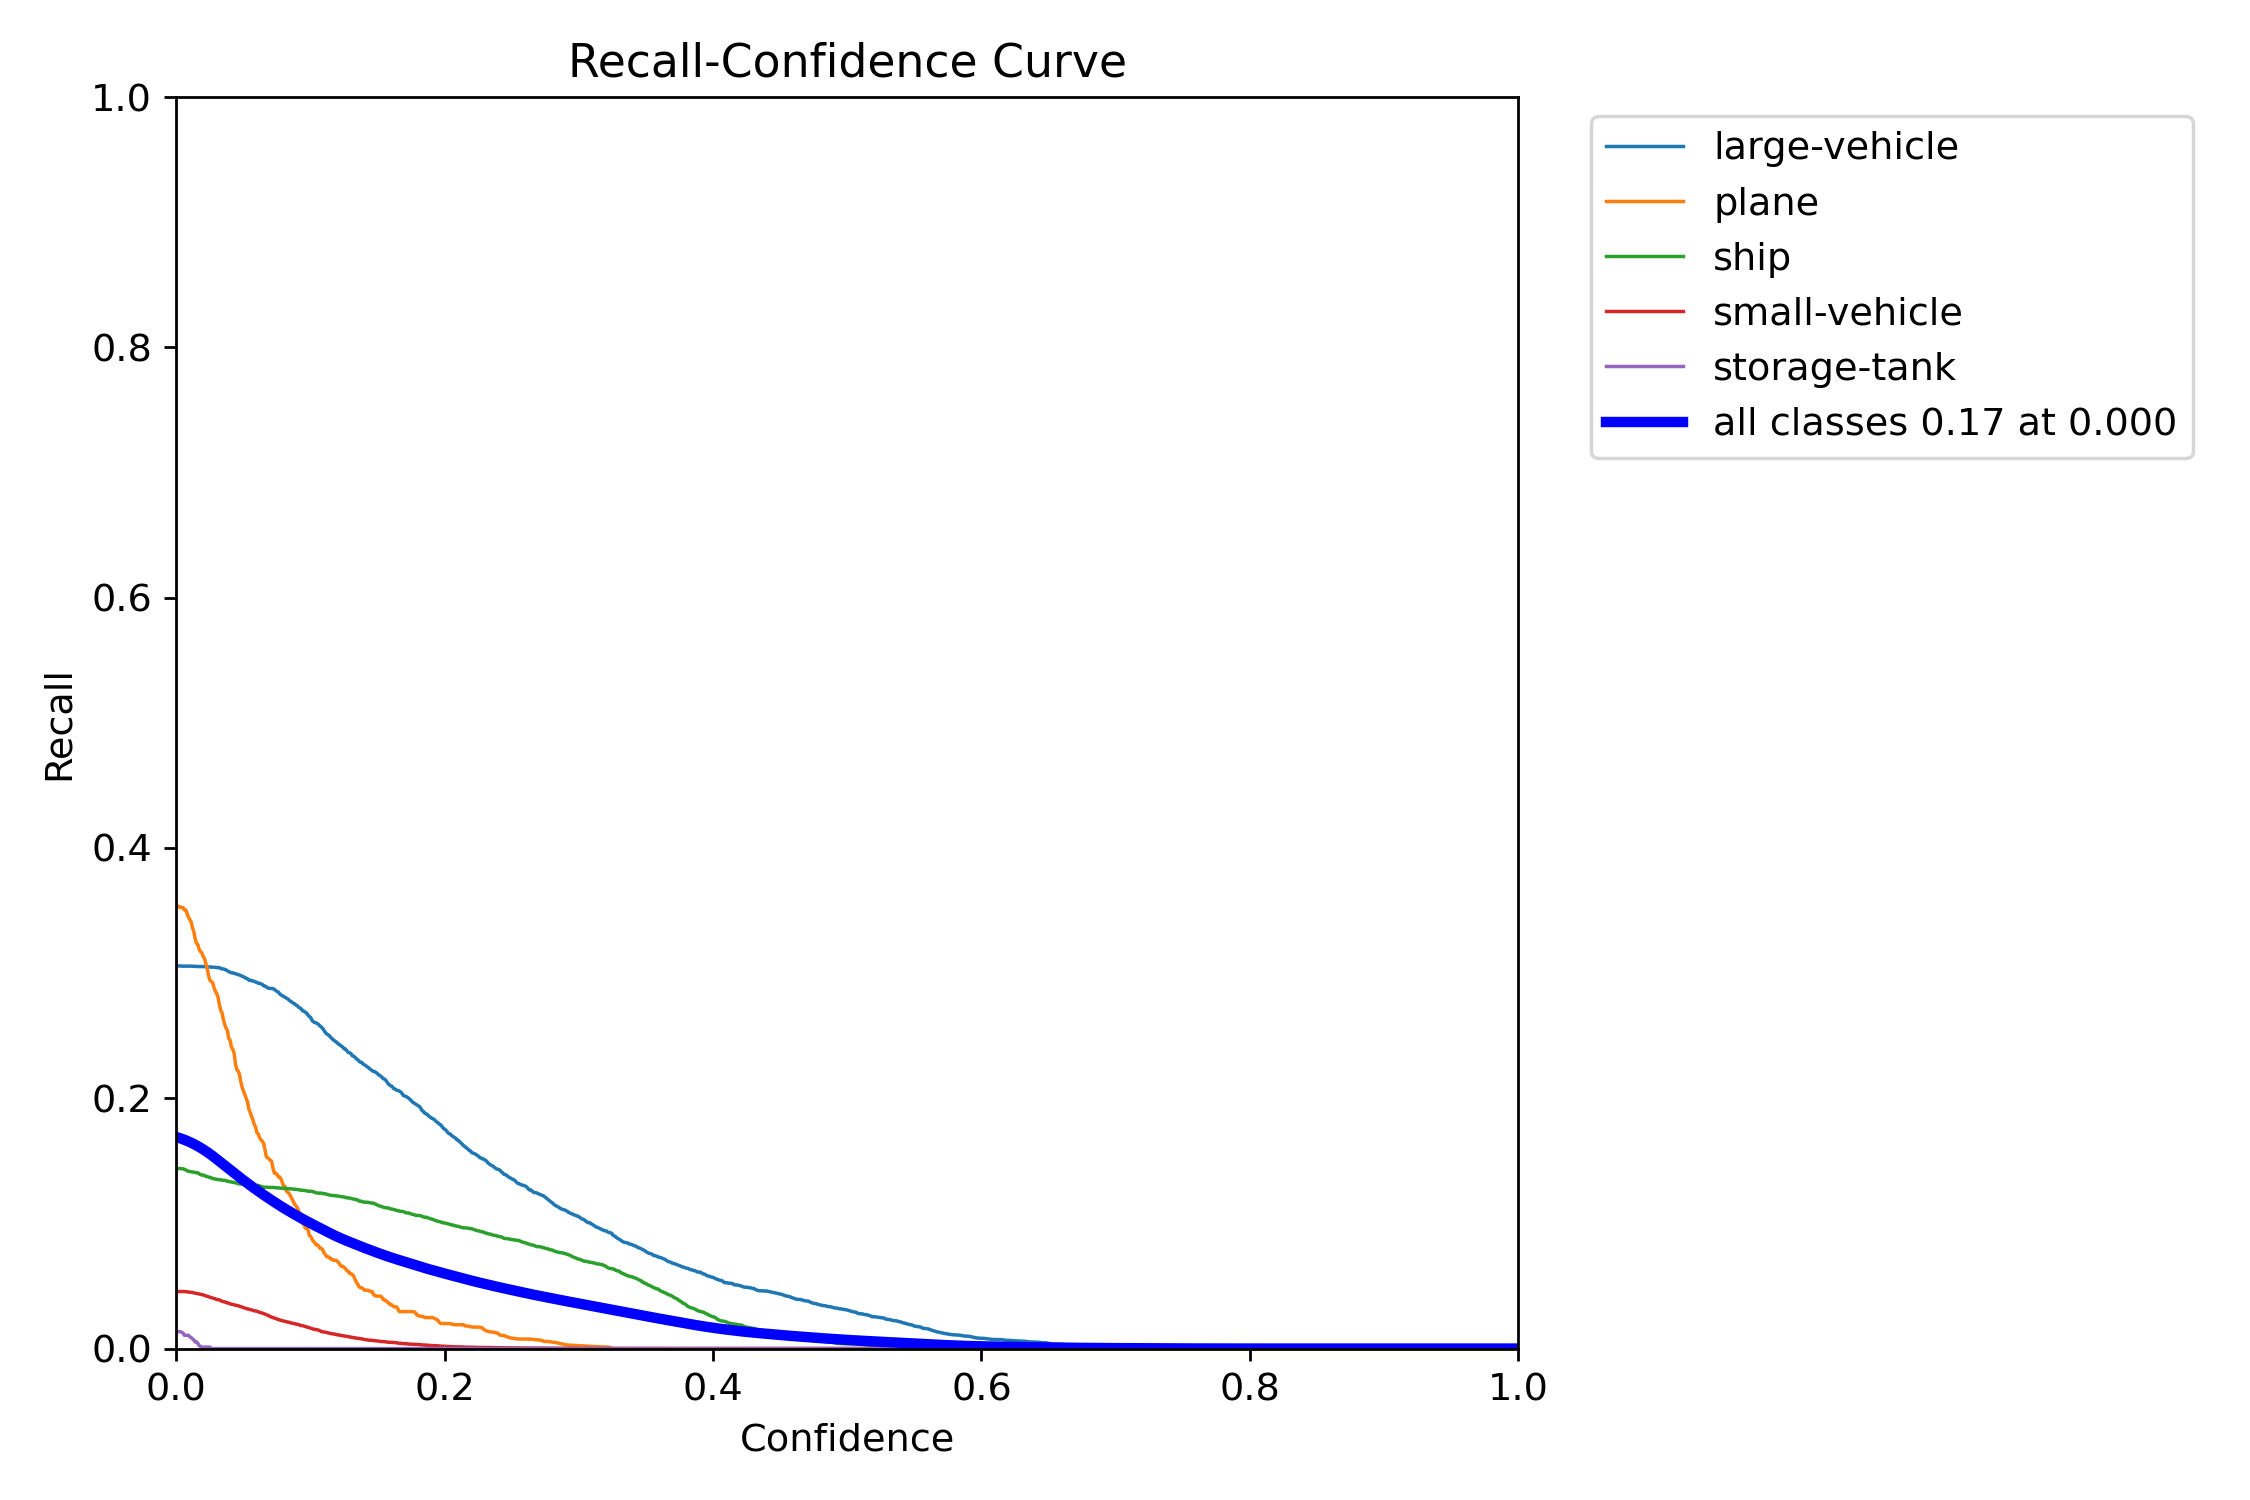 Recall-Confidence Curve
1.0
0.8
0.6
0.4
0.2
0.0
Recall
0.0 0.2 0.4 0.6 0.8 1.0
Confidence
large-vehicle
plane
ship
small-vehicle
storage-tank
all classes 0.17 at 0.000